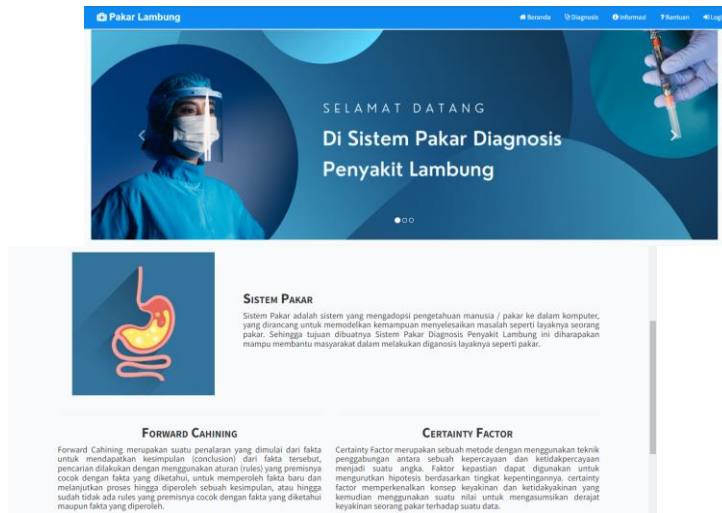 Pakar Lambung
Beranda
Diagnosis
Informasi
Bantuan
Login
SELAMAT DATANG
Di Sistem Pakar Diagnosis
Penyakit Lambung
SISTEM PAKAR
Sistem Pakar adalah sistem yang mengadopsi pengetahuan manusia / pakar ke dalam komputer,
yang dirancang untuk memodelkan kemampuan menyelesaikan masalah seperti layaknya seorang
pakar. Sehingga tujuan dibuatnya Sistem Pakar Diagnosis Penyakit Lambung ini diharapakan
mampu membantu masyarakat dalam melakukan diganosis layaknya seperti pakar.
FORWARD CAHINING
Forward Cahining merupakan suatu penalaran yang dimulai dari fakta
untuk mendapatkan kesimpulan (conclusion) dari fakta tersebut,
pencarian dilakukan dengan menggunakan aturan (rules) yang premisnya
cocok dengan fakta yang diketahui, untuk memperoleh fakta baru dan
melanjutkan proses hingga diperoleh sebuah kesimpulan, atau hingga
sudah tidak ada rules yang premisnya cocok dengan fakta yang diketahui
maupun fakta yang diperoleh.
CERTAINTY FACTOR
Certainty Factor merupakan sebuah metode dengan menggunakan teknik
penggabungan antara sebuah kepercayaan dan ketidakpercayaan
menjadi suatu angka. Faktor kepastian dapat digunakan untuk
mengurutkan hipotesis berdasarkan tingkat kepentingannya. certainty
factor memperkenalkan konsep keyakinan dan ketidakyakinan yang
kemudian menggunakan suatu nilai untuk mengasumsikan derajat
keyakinan seorang pakar terhadap suatu data.